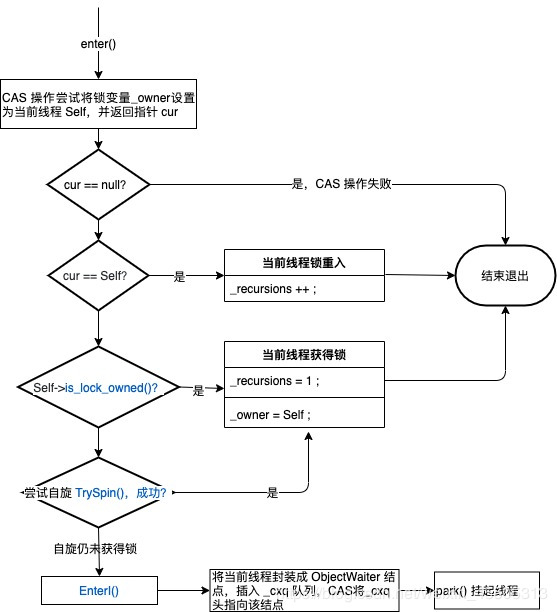 enter()
CAS 操作尝试将锁变量_owner设置
为当前线程 Self，并返回指针 cur
cur == null?
是，CAS 操作失败
cur == Self?
是
当前线程锁重入
_recursions ++ ;
结束退出
Self->is_lock_owned()?
是
当前线程获得锁
_recursions = 1 ;
_owner = Self ;
尝试自旋 TrySpin()，成功?
是
自旋仍未获得锁
EnterI()
将当前线程封装成 ObjectWaiter 结
点，插入 _cxq 队列，CAS将_cxq
头指向该结点
park() 挂起线程